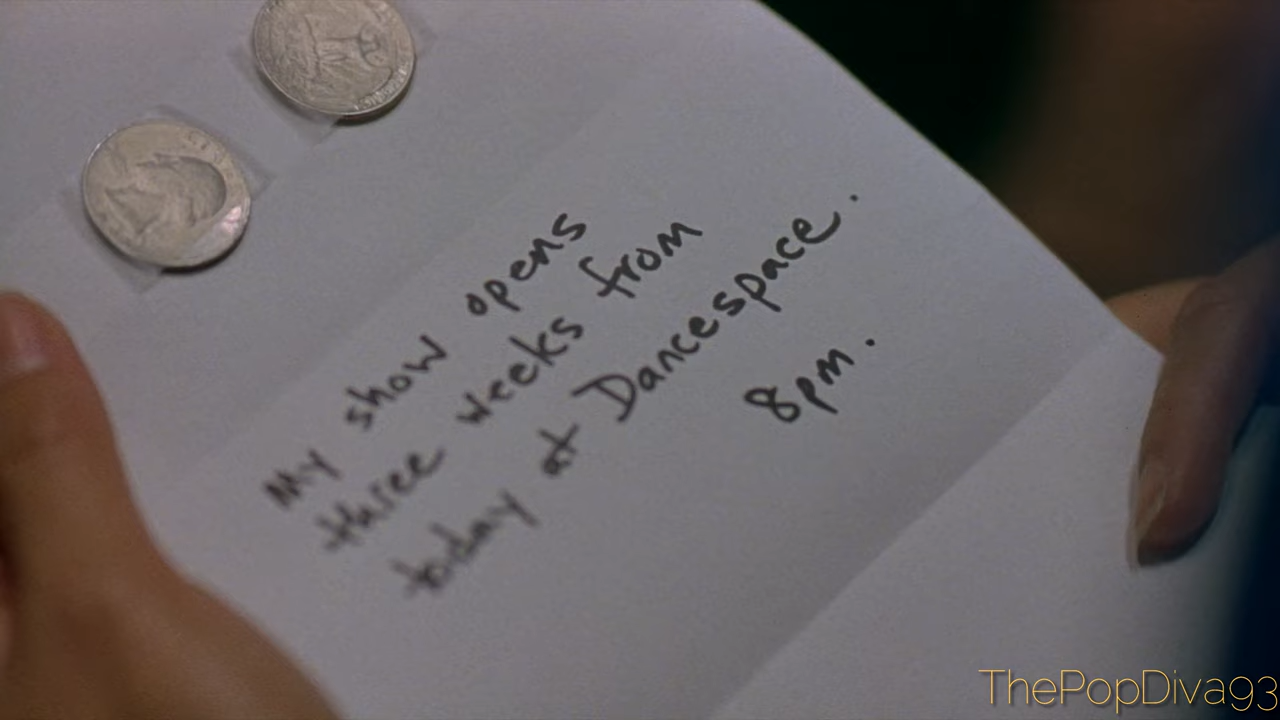 My show opens
three weeks from
today at Dancespace.
8pm.
ThePopDiva93